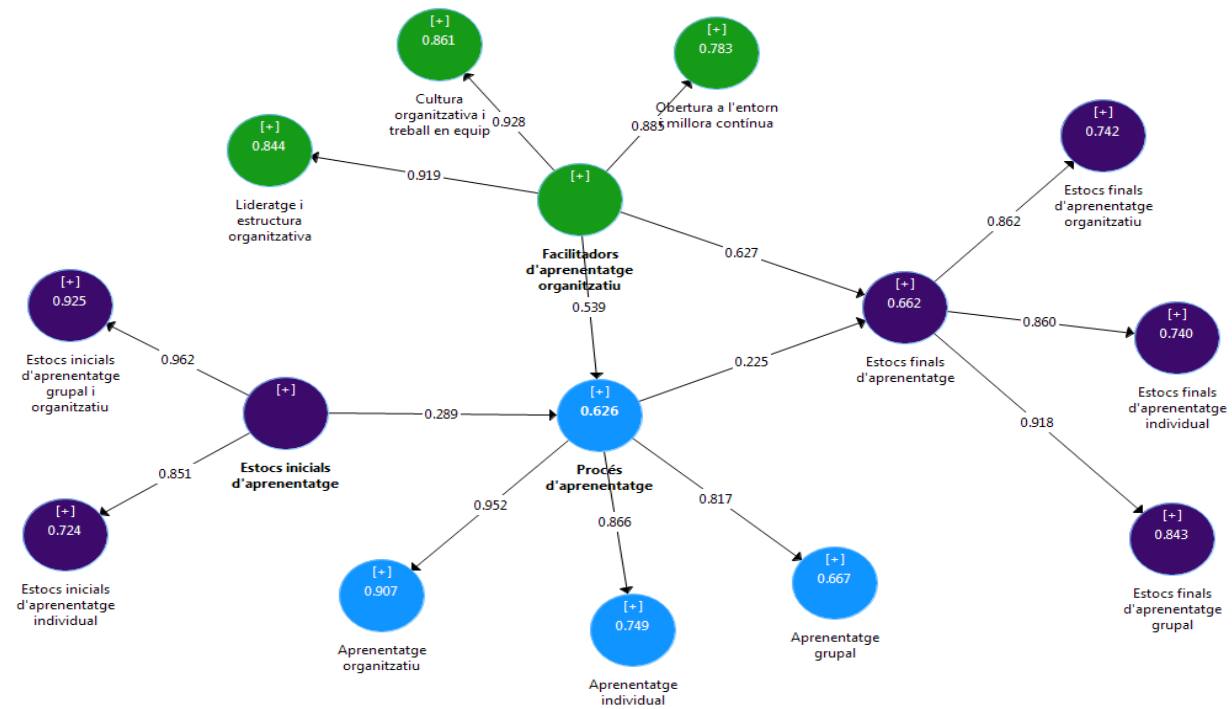 [+]
0.861
Cultura
organitzativa i
treball en equip
[+]
0.783
Obertura a l'entorn
i millora contínua
[+]
0.844
Lideratge i
estructura
organitzativa
0.928
0.885
0.919
[+]
Facilitadors
d'aprenentatge
organitzatiu
[+]
0.742
Estocs finals
d'aprenentatge
organitzatiu
0.862
0.627
0.539
[+]
0.925
Estocs inicials
d'aprenentatge
grupal i
organitzatiu
0.962
[+]
0.662
Estocs finals
d'aprenentatge
0.860
[+]
0.740
Estocs finals
d'aprenentatge
individual
0.225
[+]
Estocs inicials
d'aprenentatge
0.289
[+]
0.626
Procés
d'aprenentatge
0.918
0.851
[+]
0.724
Estocs inicials
d'aprenentatge
individual
0.952
0.866
0.817
[+]
0.843
Estocs finals
d'aprenentatge
grupal
[+]
0.907
Aprenentatge
organitzatiu
[+]
0.749
Aprenentatge
individual
[+]
0.667
Aprenentatge
grupal